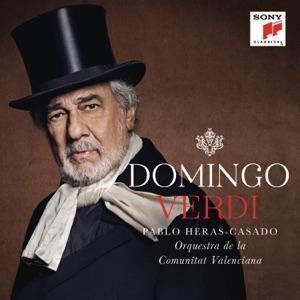 SONY
CLASSICAL
DOMINGO
VERDI
PABLO HERAS-CASADO
Orquestra de la
Comunitat Valenciana